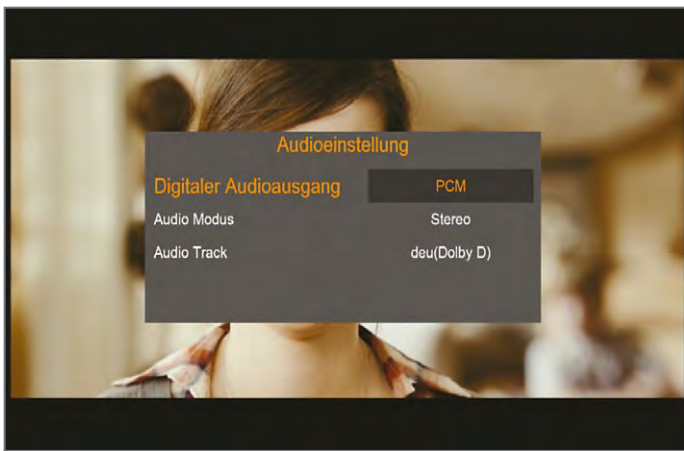 Audioeinstellung
Digitaler Audioausgang PCM
Audio Modus Stereo
Audio Track deu(Dolby D)